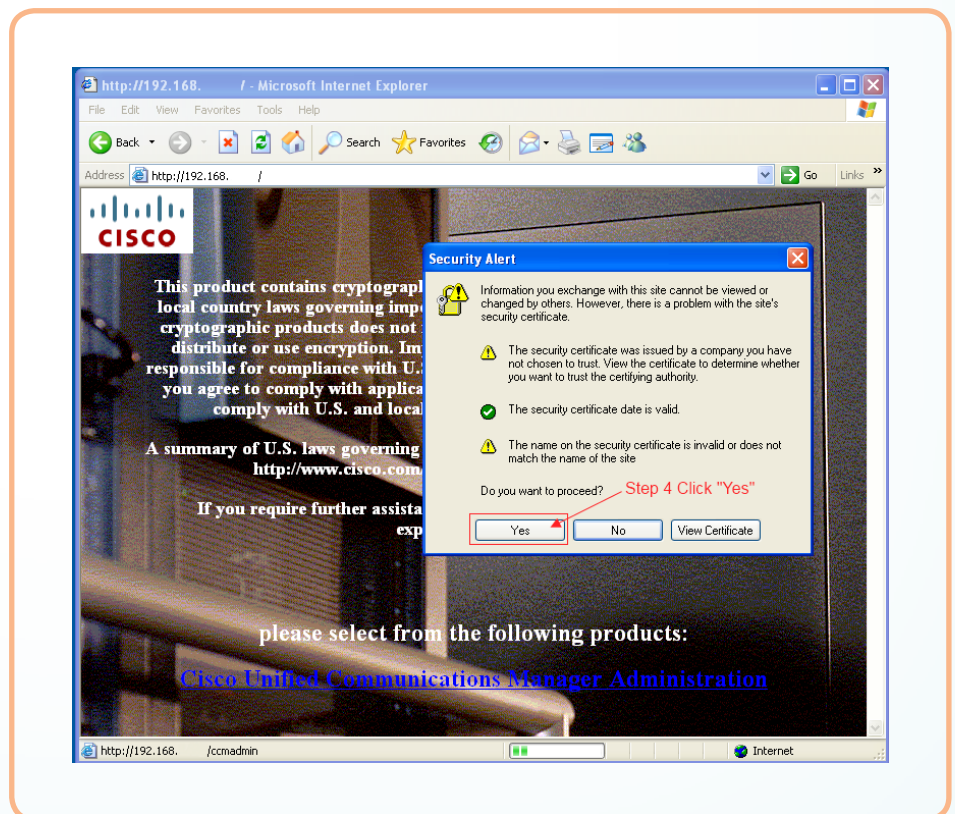 http://192.168. / - Microsoft Internet Explorer
File Edit View Favorites Tools Help
Back Search Favorites
Address http://192.168. / Go Links »
CISCO
This product contains cryptograp
local country laws governing imp
cryptographic products does not
distribute or use encryption. Im
responsible for compliance with U.
you agree to comply with applica
comply with U.S. and local
A summary of U.S. laws governing
http://www.cisco.com
If you require further assista
exp
Security Alert
Information you exchange with this site cannot be viewed or
changed by others. However, there is a problem with the site's
security certificate.
The security certificate was issued by a company you have
not chosen to trust. View the certificate to determine whether
you want to trust the certifying authority.
The security certificate date is valid.
The name on the security certificate is invalid or does not
match the name of the site
Do you want to proceed?
Step 4 Click "Yes"
Yes No View Certificate
please select from the following products:
Cisco Unified Communications Manager Administration
http://192.168. /ccmadmin Internet